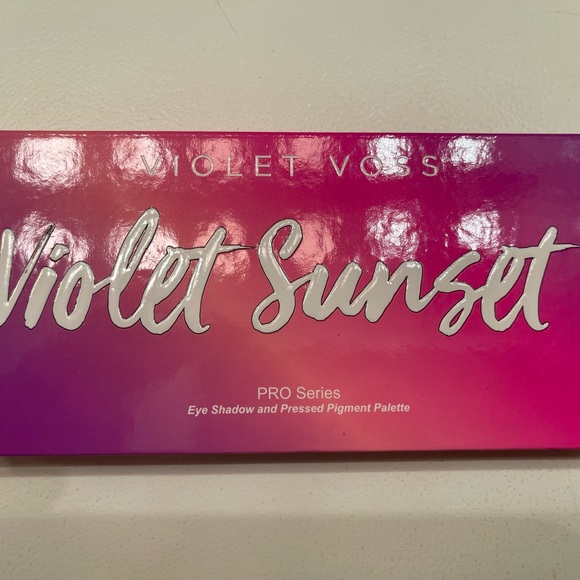 VIOLET VOSS
Violet Sunset
PRO Series
Eye Shadow and Pressed Pigment Palette